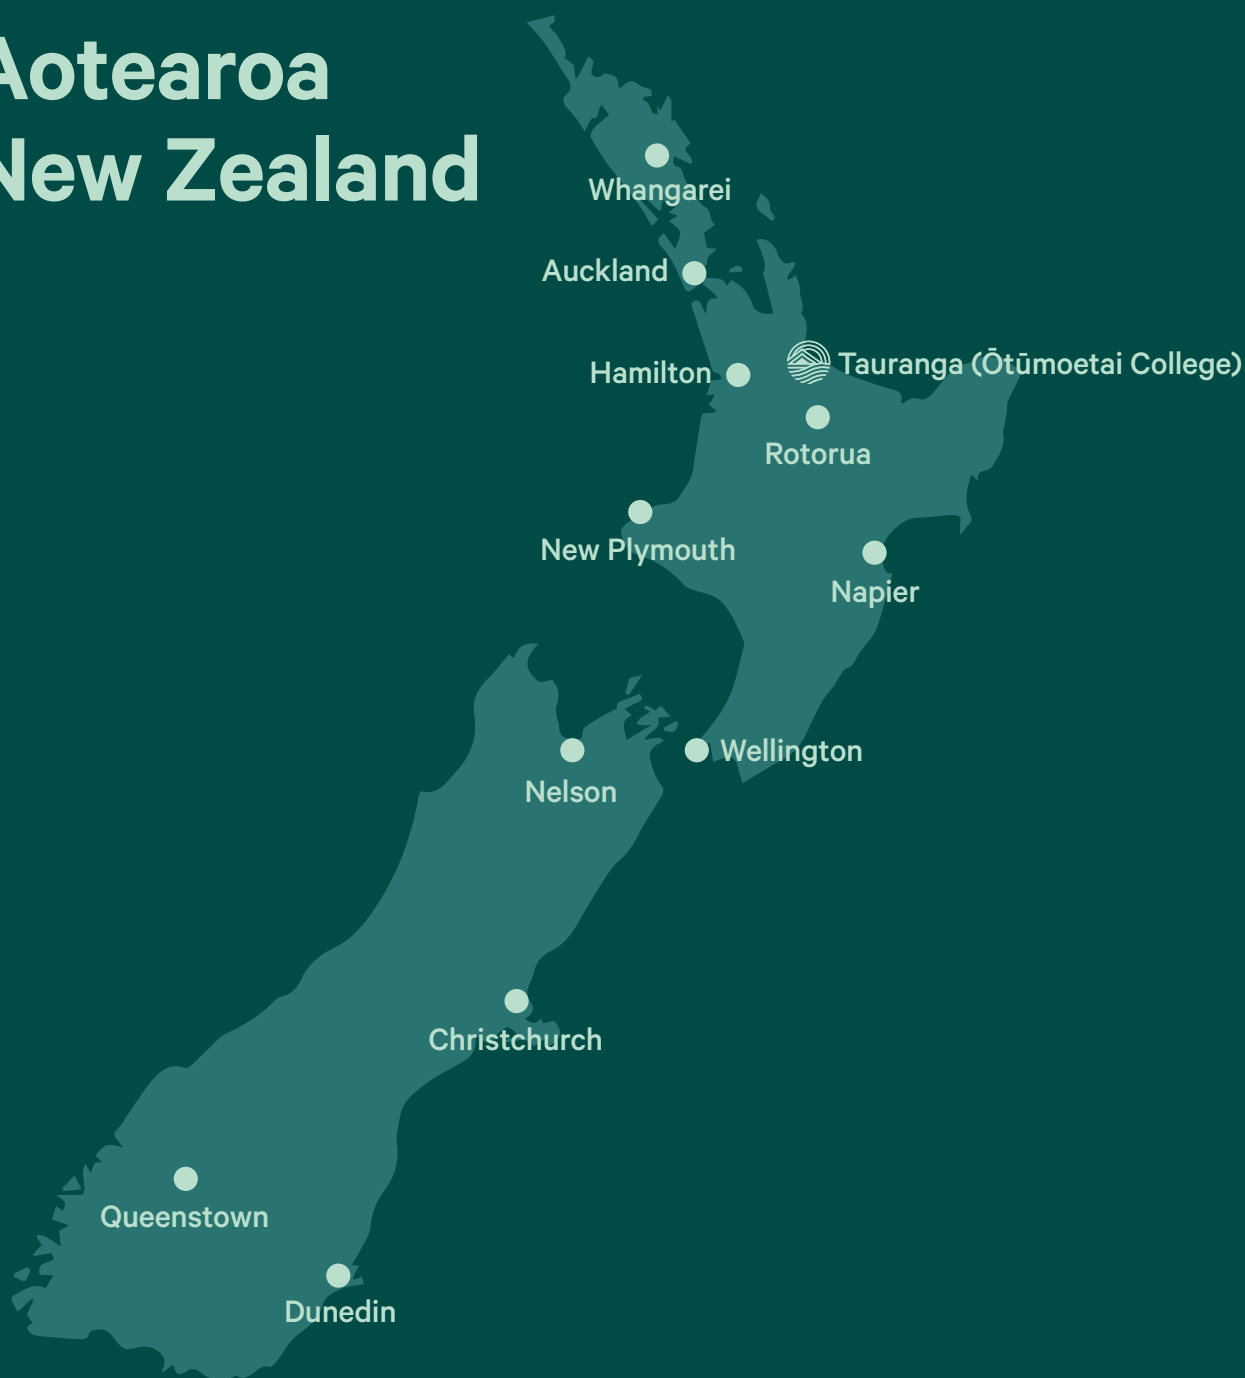 Aotearoa
New Zealand
Whangarei
Auckland
Hamilton
Tauranga (Ōtūmoetai College)
Rotorua
New Plymouth
Napier
Wellington
Nelson
Christchurch
Queenstown
Dunedin